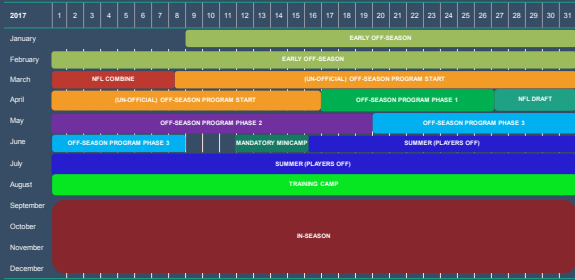 2017 1 2 3 4 5 6 7 8 9 10 11 12 13 14 15 16 17 18 19 20 21 22 23 24 25 26 27 28 29 30 31
January EARLY OFF-SEASON
February EARLY OFF-SEASON
March NFL COMBINE (UN-OFFICIAL) OFF-SEASON PROGRAM START
April (UN-OFFICIAL) OFF-SEASON PROGRAM START OFF-SEASON PROGRAM PHASE 1 NFL DRAFT
May OFF-SEASON PROGRAM PHASE 2 OFF-SEASON PROGRAM PHASE 3
June OFF-SEASON PROGRAM PHASE 3 MANDATORY MINICAMP SUMMER (PLAYERS OFF)
July SUMMER (PLAYERS OFF)
August TRAINING CAMP
September
October
IN-SEASON
November
December